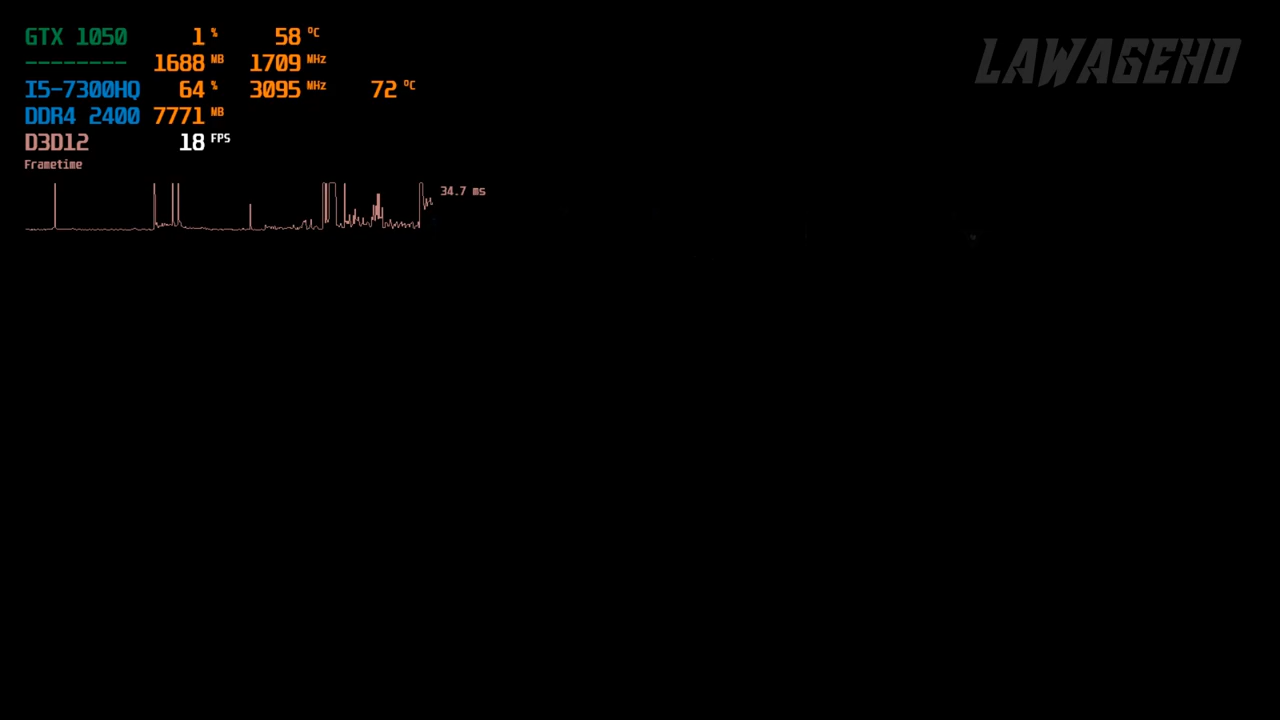 GTX 1050 1 % 58 °C
-------- 1688 MB 1709 MHz
I5-7300HQ 64 % 3095 MHz 72 °C
DDR4 2400 7771 MB
D3D12 18 FPS
Frametime
34.7 ms
LAWAGEHD